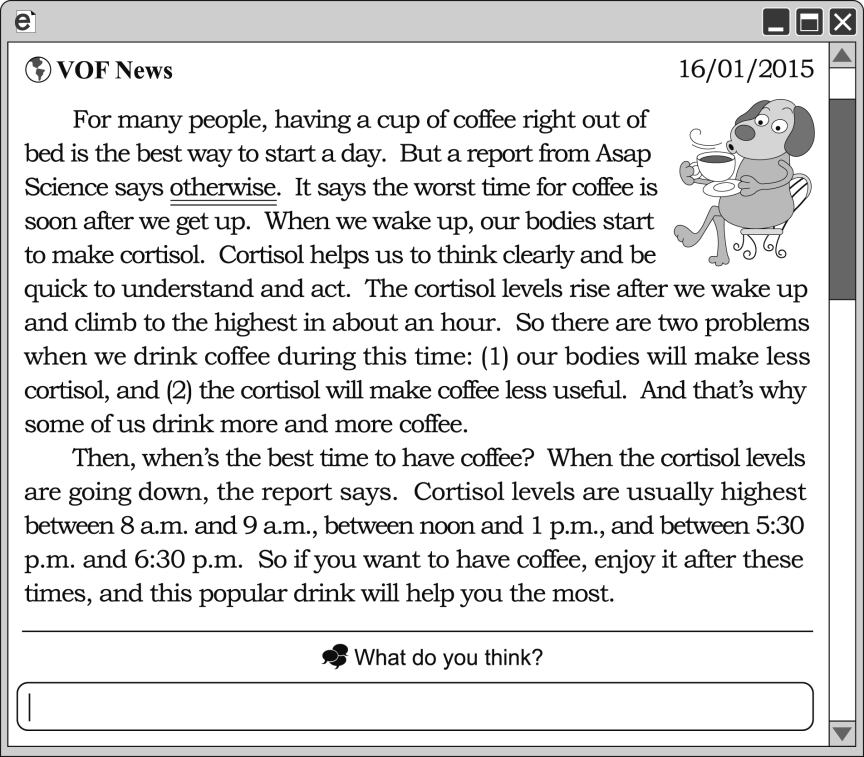 e
VOF News 16/01/2015
For many people, having a cup of coffee right out of
bed is the best way to start a day. But a report from Asap
Science says otherwise. It says the worst time for coffee is
soon after we get up. When we wake up, our bodies start
to make cortisol. Cortisol helps us to think clearly and be
quick to understand and act. The cortisol levels rise after we wake up
and climb to the highest in about an hour. So there are two problems
when we drink coffee during this time: (1) our bodies will make less
cortisol, and (2) the cortisol will make coffee less useful. And that's why
some of us drink more and more coffee.
Then, when's the best time to have coffee? When the cortisol levels
are going down, the report says. Cortisol levels are usually highest
between 8 a.m. and 9 a.m., between noon and 1 p.m., and between 5:30
p.m. and 6:30 p.m. So if you want to have coffee, enjoy it after these
times, and this popular drink will help you the most.
What do you think?